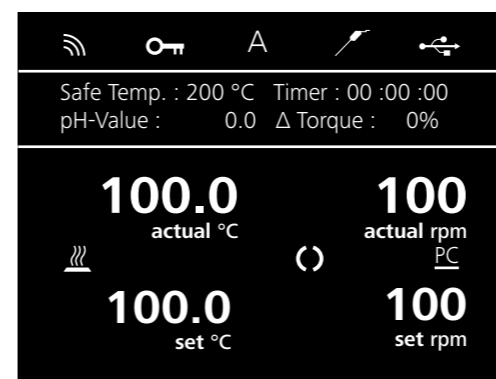 A
Safe Temp. : 200 °C Timer : 00 :00 :00
pH-Value : 0.0 Δ Torque : 0%
100.0 100
actual °C actual rpm
PC
100.0 100
set °C set rpm